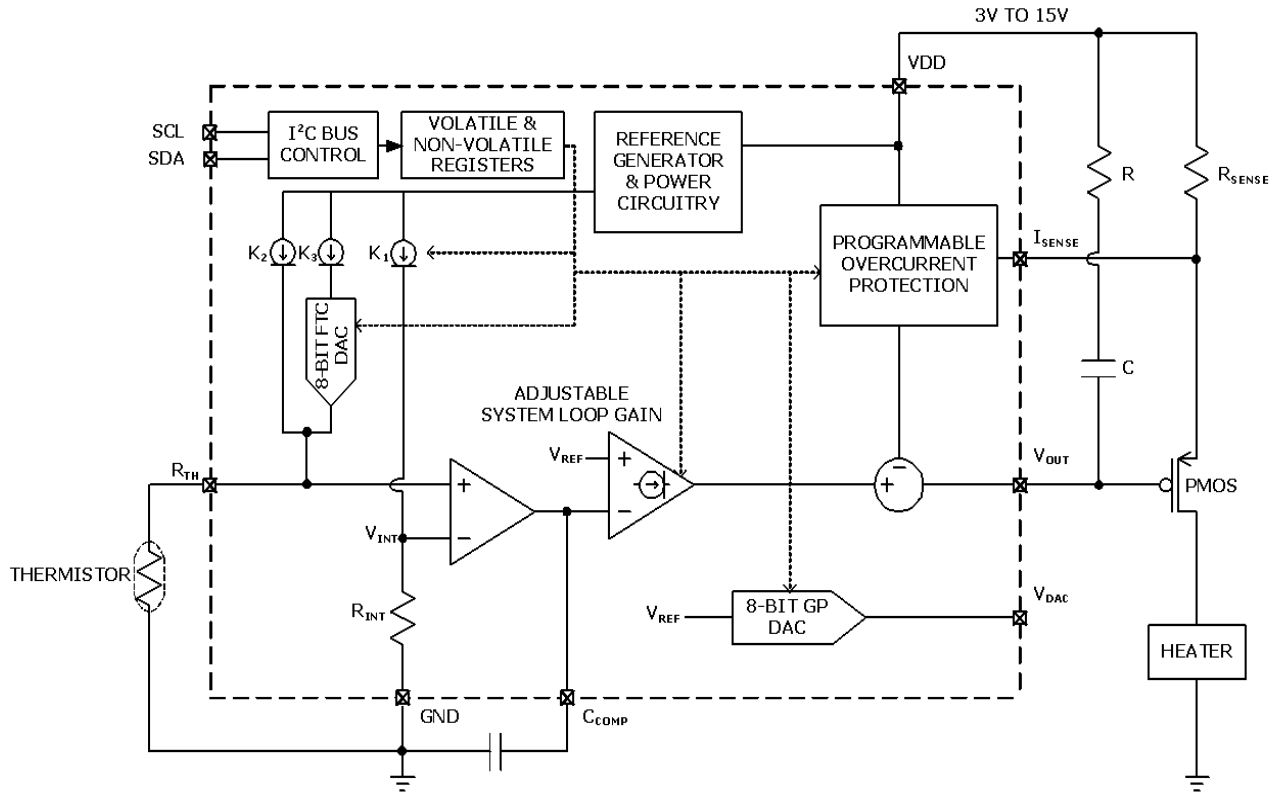 3V TO 15V
VDD
SCL
SDA
I²C BUS
CONTROL
VOLATILE &
NON-VOLATILE
REGISTERS
REFERENCE
GENERATOR
& POWER
CIRCUITRY
R
RSENSE
K2
K3
K1
PROGRAMMABLE
OVERCURRENT
PROTECTION
ISENSE
8-BIT FTC
DAC
C
ADJUSTABLE
SYSTEM LOOP GAIN
VREF
+
−
RTH
+
−
VINT
−
+
VOUT
PMOS
THERMISTOR
RINT
VREF
8-BIT GP
DAC
VDAC
HEATER
GND
CCOMP